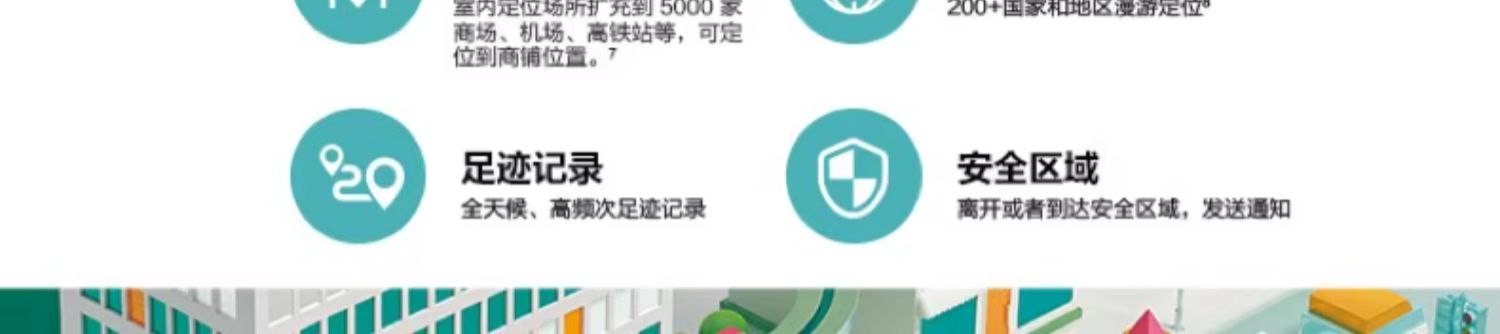 室内定位场所扩充到 5000 家
商场、机场、高铁站等，可定
位到商铺位置。⁷
200+国家和地区漫游定位⁸
足迹记录
全天候、高频次足迹记录
安全区域
离开或者到达安全区域，发送通知